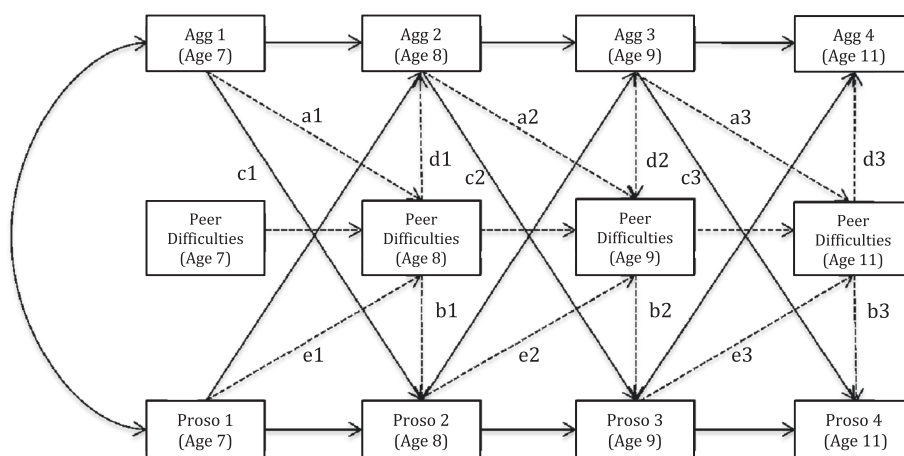 Agg 1
(Age 7)
Agg 2
(Age 8)
Agg 3
(Age 9)
Agg 4
(Age 11)
a1
a2
a3
c1
d1
c2
d2
c3
d3
Peer
Difficulties
(Age 7)
Peer
Difficulties
(Age 8)
Peer
Difficulties
(Age 9)
Peer
Difficulties
(Age 11)
b1
b2
b3
e1
e2
e3
Proso 1
(Age 7)
Proso 2
(Age 8)
Proso 3
(Age 9)
Proso 4
(Age 11)